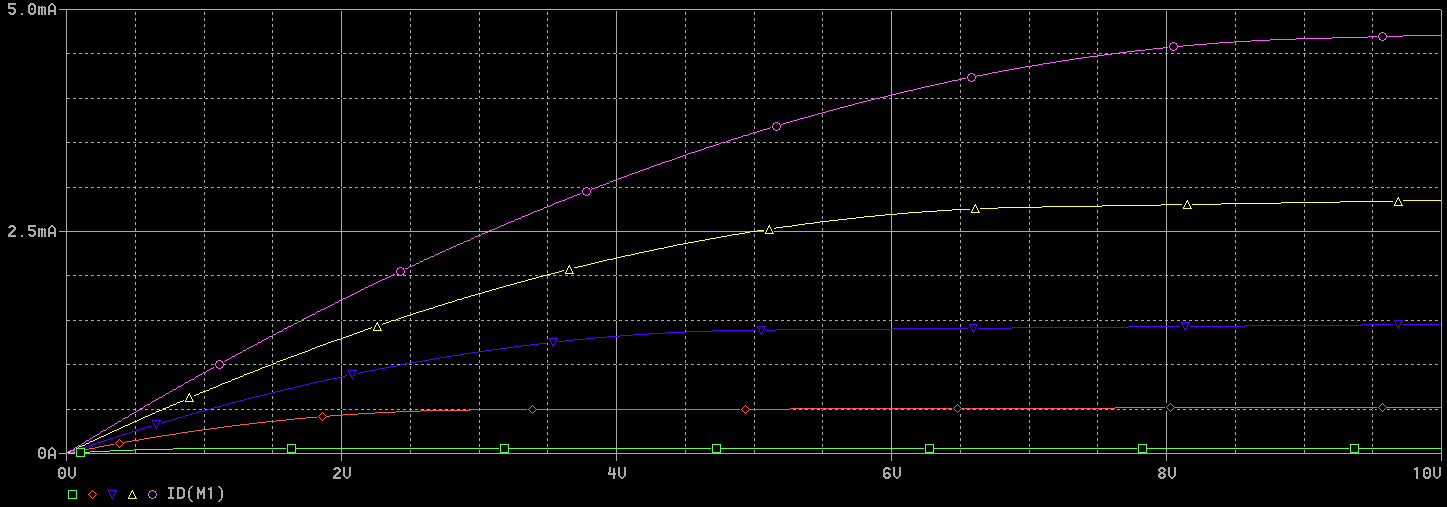 5.0mA
2.5mA
0A
0V 2V 4V 6V 8V 10V
ID(M1)